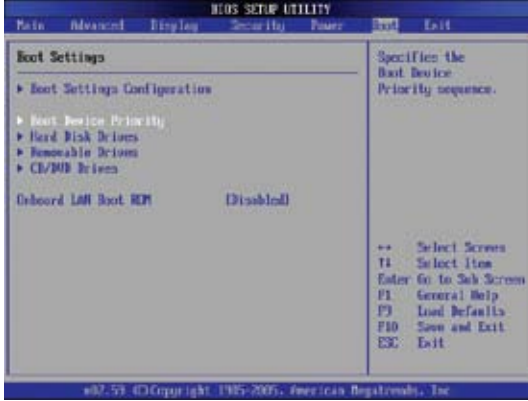 BIOS SETUP UTILITY
Main Advanced Display Security Power Boot Exit
Boot Settings
Boot Settings Configuration
Boot Device Priority
Hard Disk Drives
Removable Drives
CD/DVD Drives
Onboard LAN Boot ROM [Disabled]
Specifies the
Boot Device
Priority sequence.
↔ Select Screen
↑↓ Select Item
Enter Go to Sub Screen
F1 General Help
F9 Load Defaults
F10 Save and Exit
ESC Exit
v02.59 (C)Copyright 1985-2005, American Megatrends, Inc